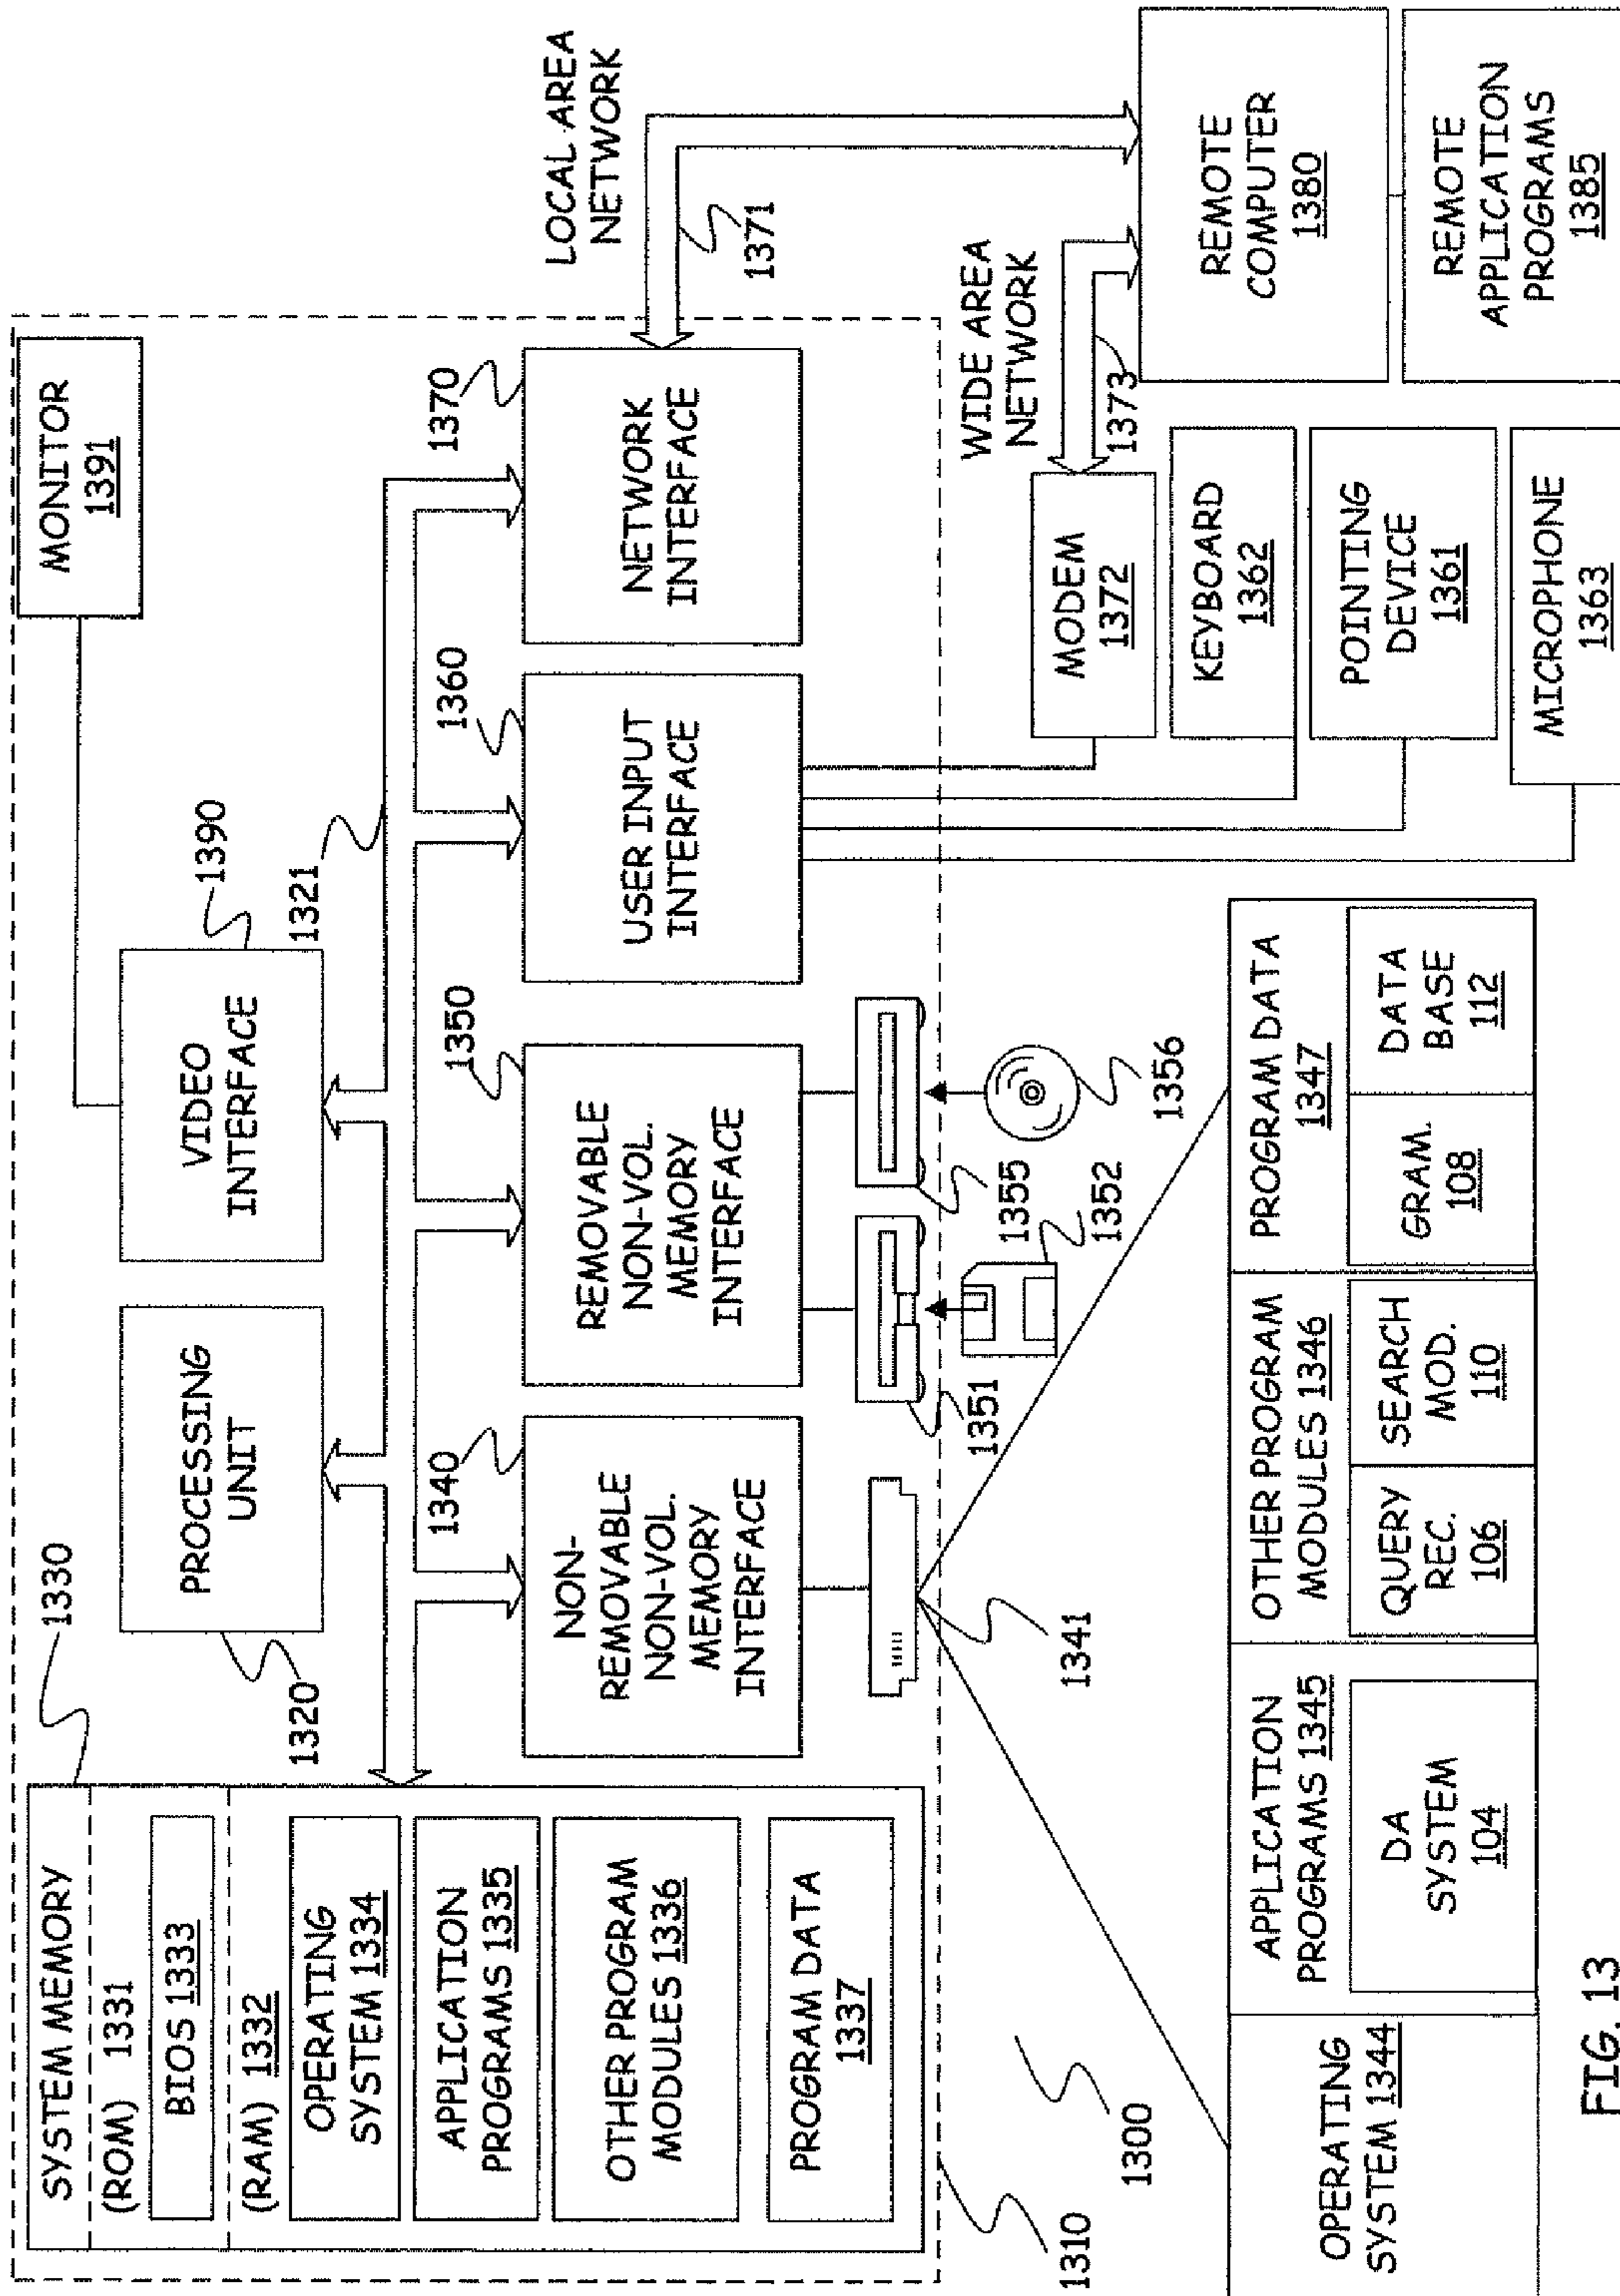 SYSTEM MEMORY
(ROM) 1331
BIOS 1333
(RAM) 1332
OPERATING
SYSTEM 1334
APPLICATION
PROGRAMS 1335
OTHER PROGRAM
MODULES 1336
PROGRAM DATA
1337
1330
1320
PROCESSING
UNIT
VIDEO
INTERFACE
1390
1321
MONITOR
1391
1340
NON-
REMOVABLE
NON-VOL.
MEMORY
INTERFACE
1350
REMOVABLE
NON-VOL.
MEMORY
INTERFACE
1360
USER INPUT
INTERFACE
1370
NETWORK
INTERFACE
LOCAL AREA
NETWORK
1371
WIDE AREA
NETWORK
1373
1310
1300
1341
1351
1355
1352
1356
MODEM
1372
KEYBOARD
1362
POINTING
DEVICE
1361
MICROPHONE
1363
REMOTE
COMPUTER
1380
REMOTE
APPLICATION
PROGRAMS
1385
OPERATING
SYSTEM 1344
APPLICATION
PROGRAMS 1345
DA
SYSTEM
104
OTHER PROGRAM
MODULES 1346
QUERY
REC.
106
SEARCH
MOD.
110
PROGRAM DATA
1347
GRAM.
108
DATA
BASE
112
FIG. 13